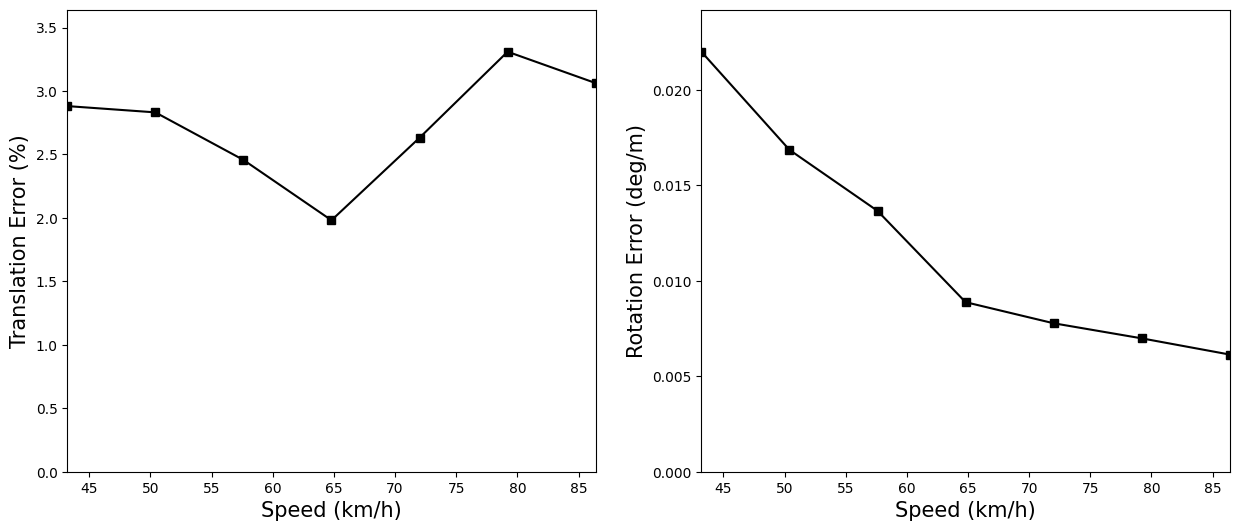 3.5
3.0
2.5
2.0
1.5
1.0
0.5
0.0
Translation Error (%)
45 50 55 60 65 70 75 80 85
Speed (km/h)
0.020
0.015
0.010
0.005
0.000
Rotation Error (deg/m)
45 50 55 60 65 70 75 80 85
Speed (km/h)